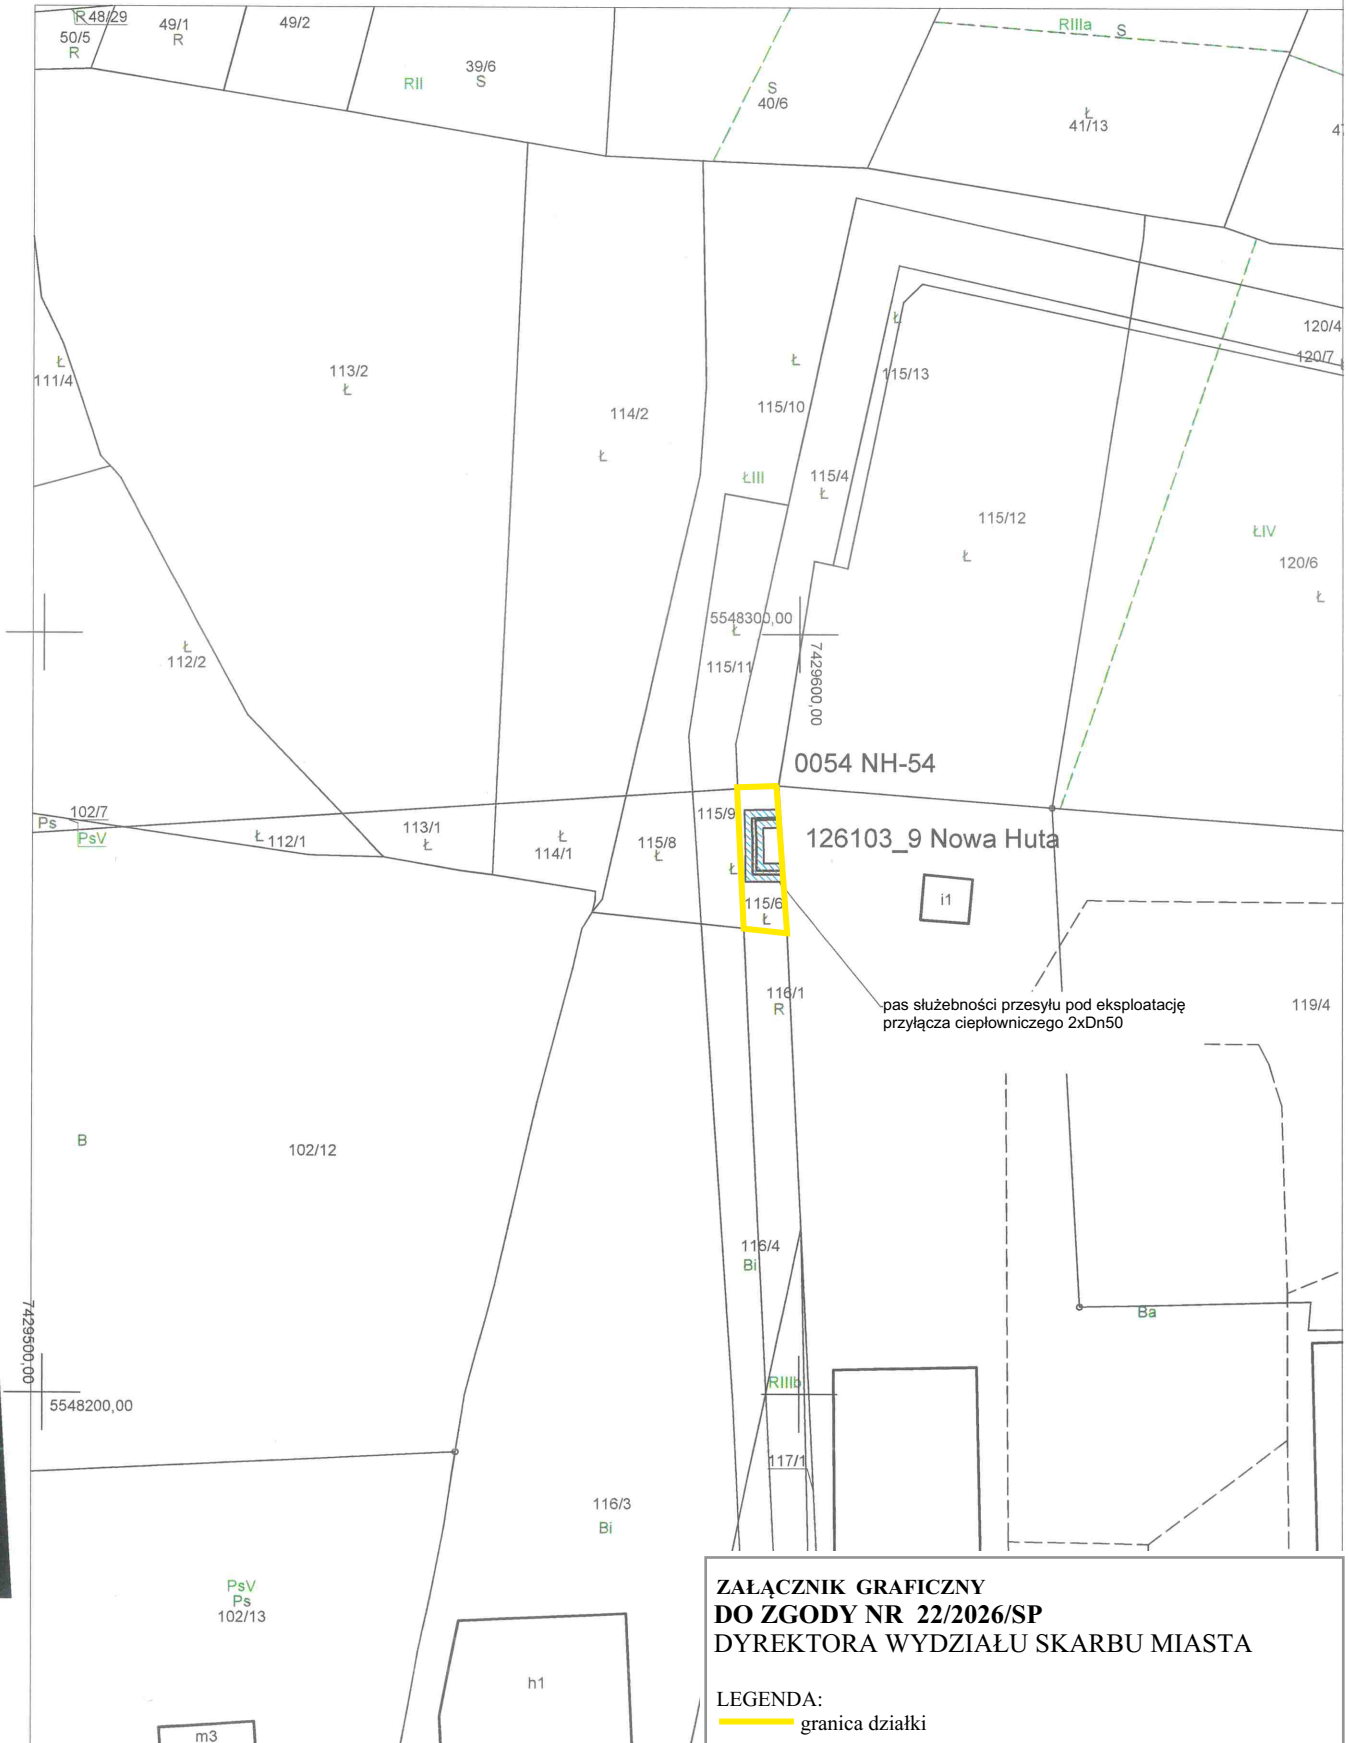 R 48/29
50/5
R
49/1
R
49/2
39/6
S
RII
S
40/6
RIIIa
S
Ł
41/13
Ł
111/4
113/2
Ł
114/2
Ł
Ł
115/10
Ł
115/13
120/4
120/7
ŁIII
115/4
Ł
115/12
Ł
ŁIV
120/6
Ł
Ł
112/2
5548300,00
Ł
115/11
7429600,00
0054 NH-54
102/7
Ps
PsV
Ł 112/1
113/1
Ł
Ł
114/1
115/8
Ł
115/9
Ł
126103_9 Nowa Huta
115/6
Ł
i1
116/1
R
pas służebności przesyłu pod eksploatację
przyłącza ciepłowniczego 2xDn50
119/4
B
102/12
116/4
Bi
Ba
7429500,00
5548200,00
RIIIb
117/1
116/3
Bi
PsV
Ps
102/13
h1
m3
ZAŁĄCZNIK GRAFICZNY
DO ZGODY NR 22/2026/SP
DYREKTORA WYDZIAŁU SKARBU MIASTA
LEGENDA:
granica działki